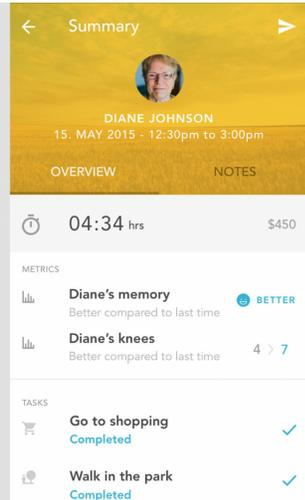 Summary
DIANE JOHNSON
15. MAY 2015 - 12:30pm to 3:00pm
OVERVIEW NOTES
04:34 hrs $450
METRICS
Diane's memory
BETTER
Better compared to last time
Diane's knees
4 > 7
Better compared to last time
TASKS
Go to shopping
Completed
Walk in the park
Completed